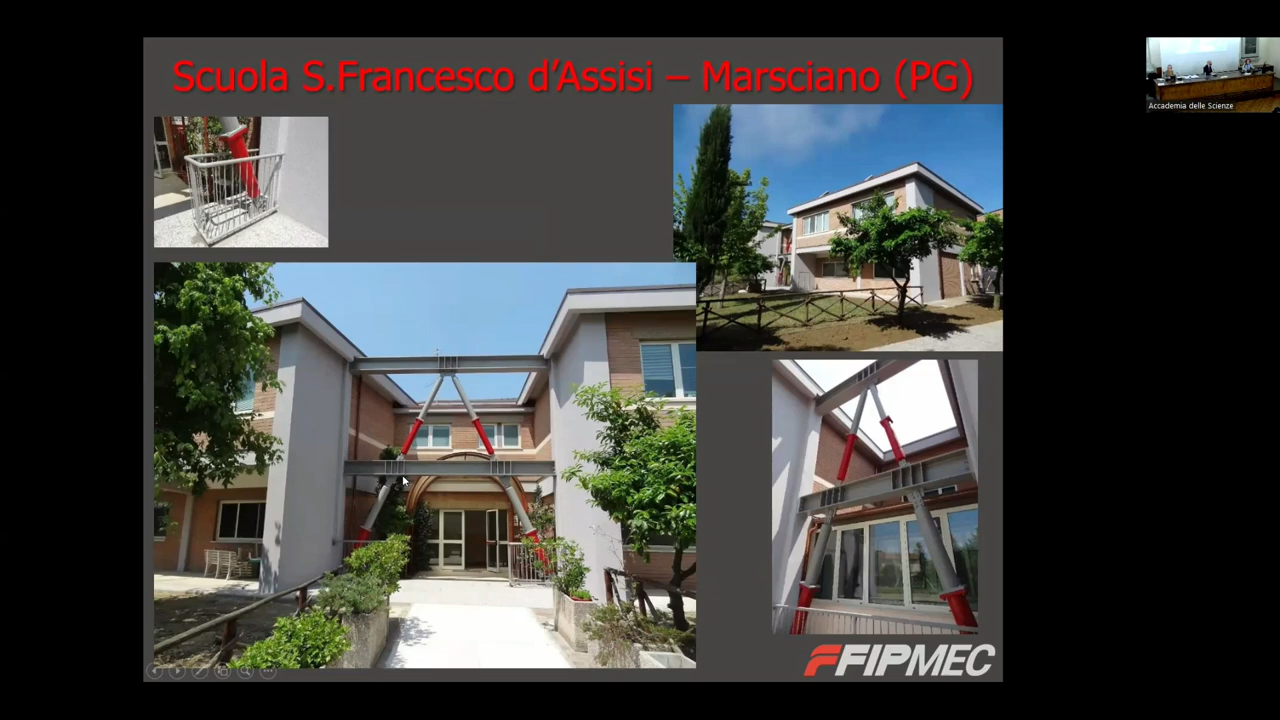 Scuola S.Francesco d'Assisi – Marsciano (PG)
Accademia delle Scienze
FIPMEC